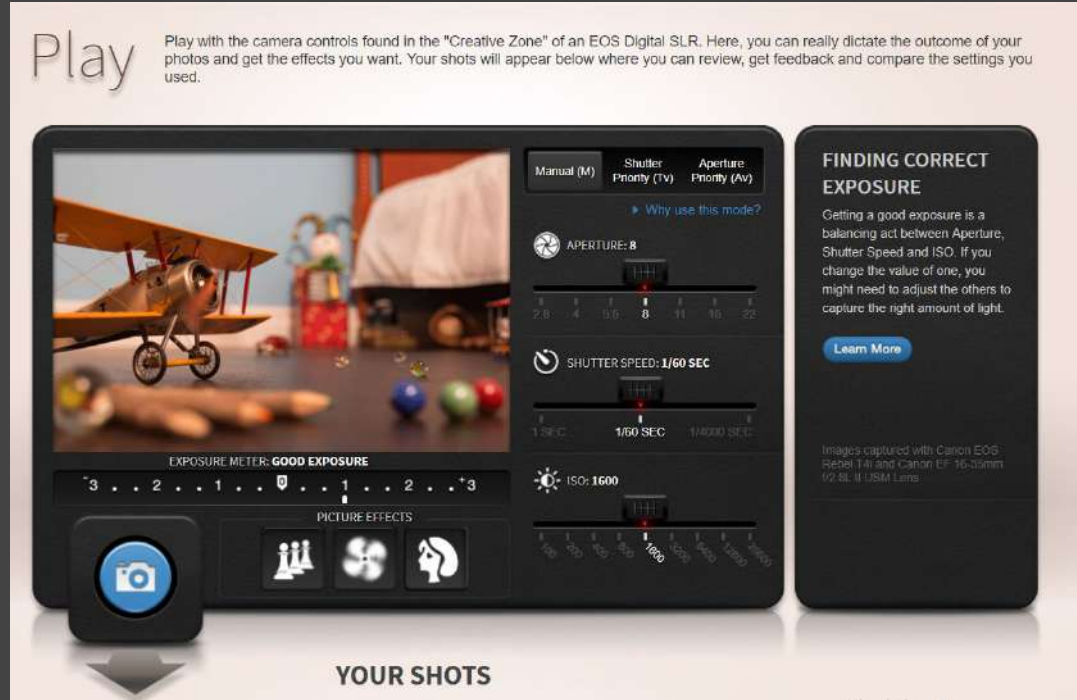 Play
Play with the camera controls found in the "Creative Zone" of an EOS Digital SLR. Here, you can really dictate the outcome of your
photos and get the effects you want. Your shots will appear below where you can review, get feedback and compare the settings you
used.
Manual (M)
Shutter
Priority (Tv)
Aperture
Priority (Av)
Why use this mode?
APERTURE: 8
2.8 4 5.6 8 11 16 22
SHUTTER SPEED: 1/60 SEC
1 SEC 1/60 SEC 1/4000 SEC
ISO: 1600
100 200 400 800 1600 3200 6400 12800 25600
EXPOSURE METER: GOOD EXPOSURE
-3 . . 2 . . 1 . . 0 . . 1 . . 2 . . +3
PICTURE EFFECTS
FINDING CORRECT
EXPOSURE
Getting a good exposure is a
balancing act between Aperture,
Shutter Speed and ISO. If you
change the value of one, you
might need to adjust the others to
capture the right amount of light.
Learn More
Images captured with Canon EOS
Rebel T4i and Canon EF 16-35mm
f/2.8L II USM Lens
YOUR SHOTS